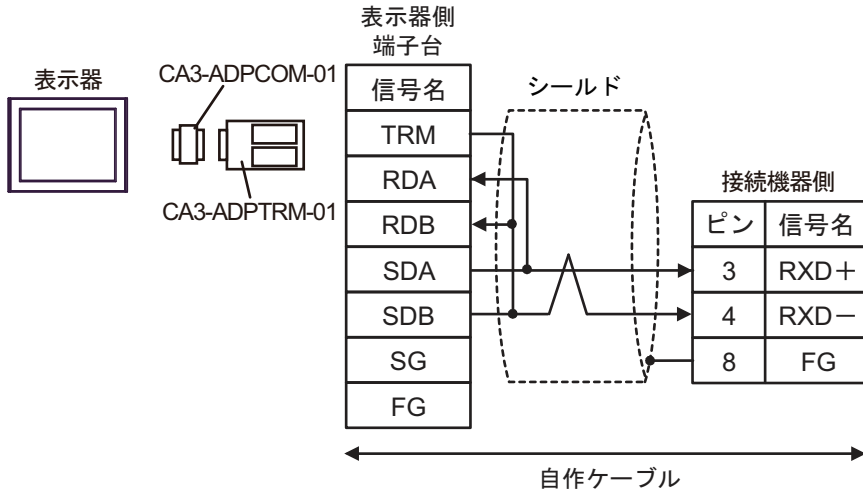 表示器側
端子台
表示器
CA3-ADPCOM-01
CA3-ADPTRM-01
信号名
TRM
RDA
RDB
SDA
SDB
SG
FG
シールド
接続機器側
ピン 信号名
3 RXD＋
4 RXD－
8 FG
自作ケーブル